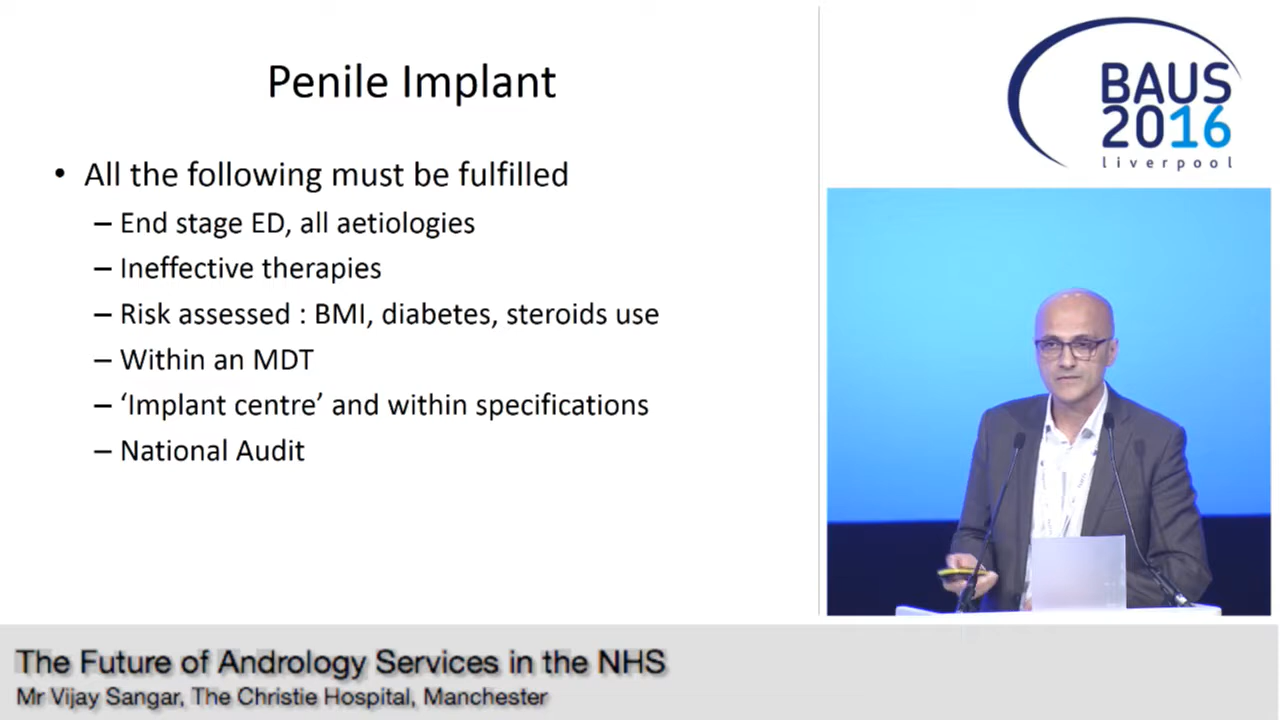 Penile Implant
• All the following must be fulfilled
– End stage ED, all aetiologies
– Ineffective therapies
– Risk assessed : BMI, diabetes, steroids use
– Within an MDT
– ‘Implant centre’ and within specifications
– National Audit
BAUS
2016
liverpool
The Future of Andrology Services in the NHS
Mr Vijay Sangar, The Christie Hospital, Manchester